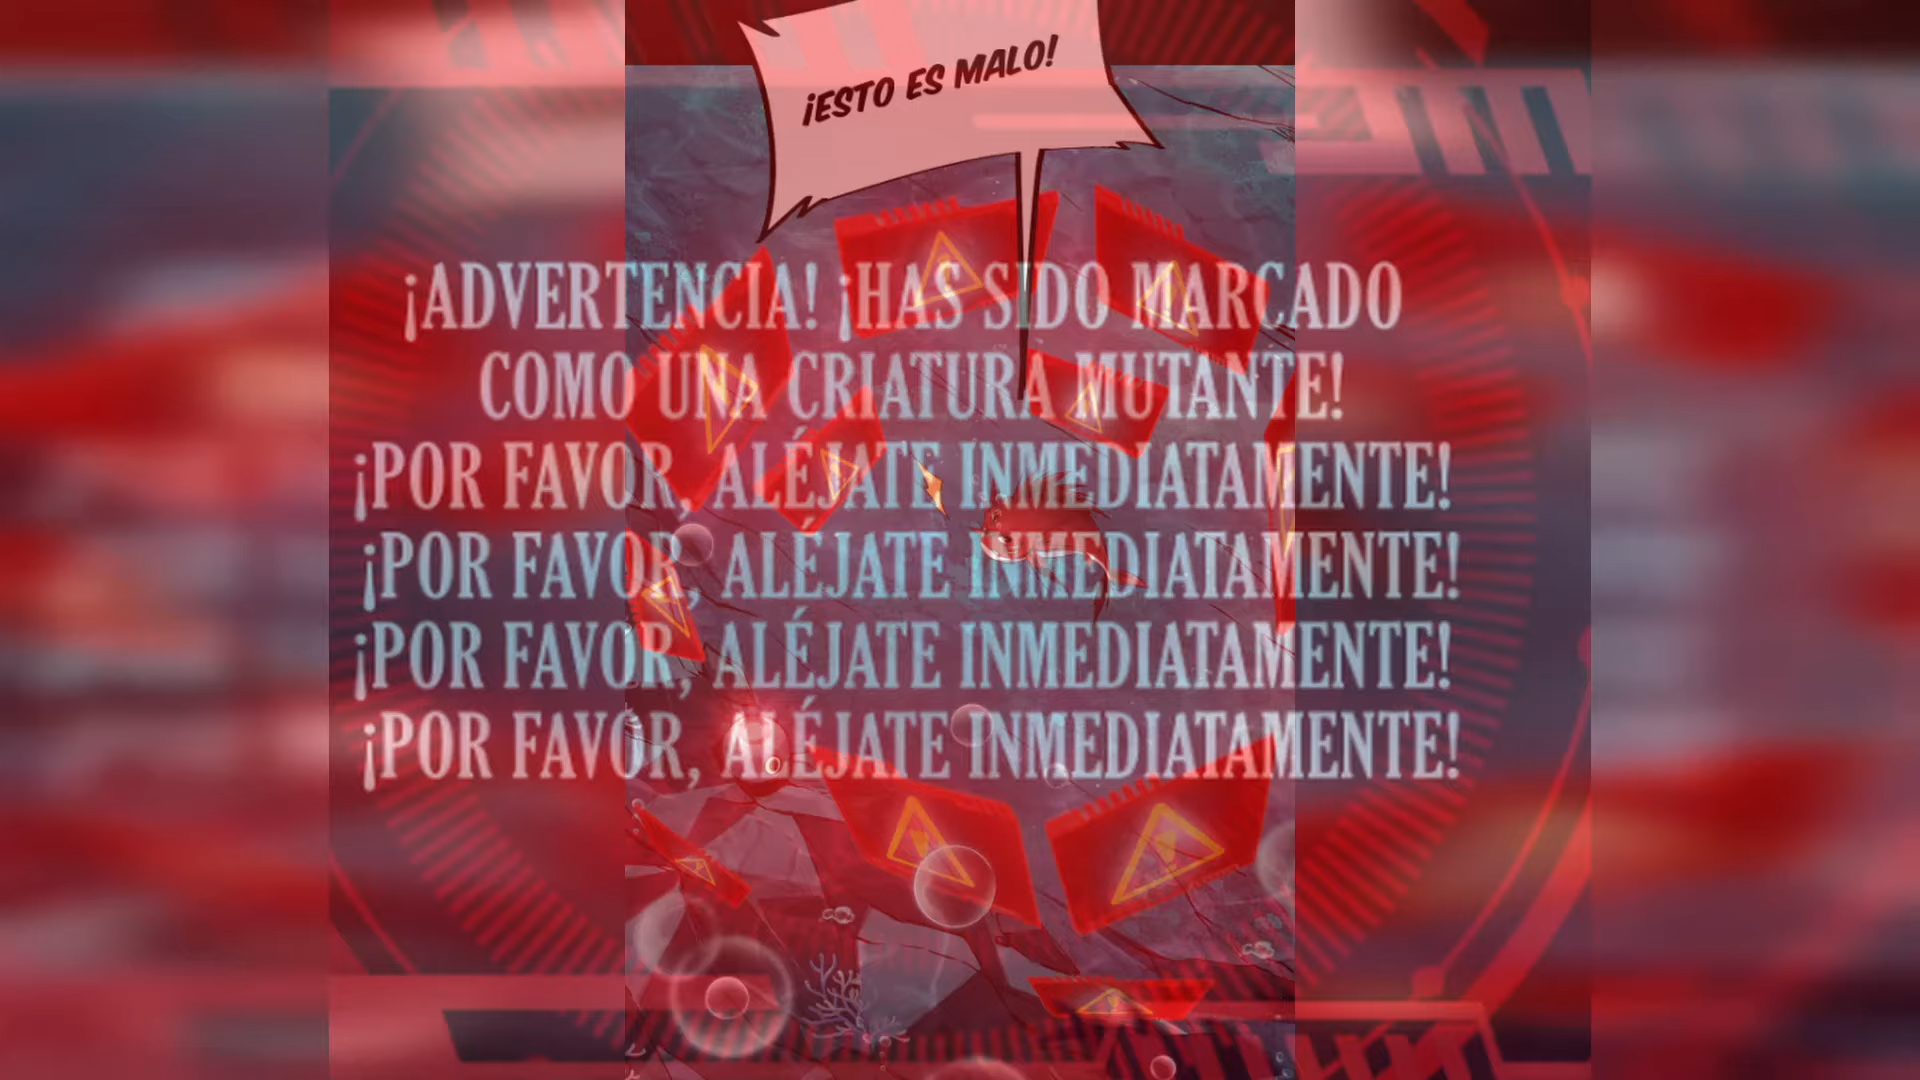 ¡ESTO ES MALO!
¡ADVERTENCIA! ¡HAS SIDO MARCADO
COMO UNA CRIATURA MUTANTE!
¡POR FAVOR, ALÉJATE INMEDIATAMENTE!
¡POR FAVOR, ALÉJATE INMEDIATAMENTE!
¡POR FAVOR, ALÉJATE INMEDIATAMENTE!
¡POR FAVOR, ALÉJATE INMEDIATAMENTE!